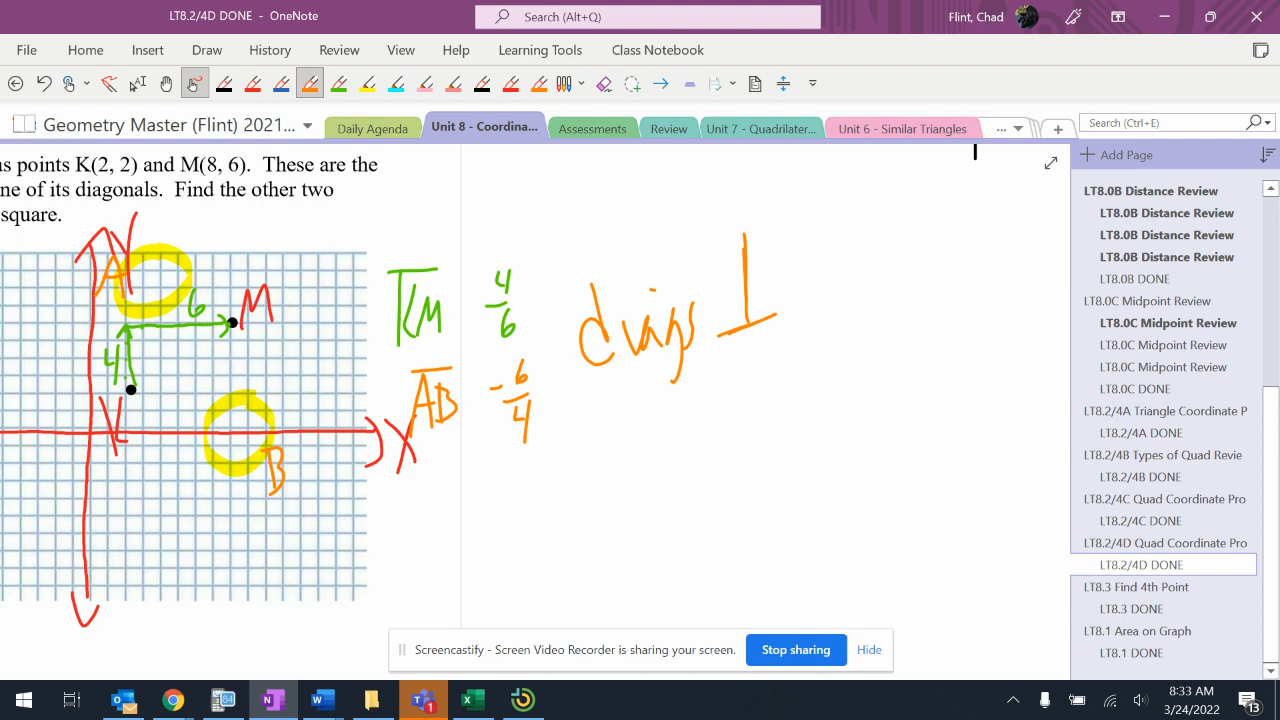 LT8.2/4D DONE - OneNote
Search (Alt+Q)
Flint, Chad
File Home Insert Draw History Review View Help Learning Tools Class Notebook
Geometry Master (Flint) 2021...
Daily Agenda
Unit 8 - Coordina...
Assessments
Review
Unit 7 - Quadrilater...
Unit 6 - Similar Triangles
...
Search (Ctrl+E)
as points K(2, 2) and M(8, 6). These are the
ne of its diagonals. Find the other two
square.
A
6
M
4
K
X
B
KM 4/6
AB - 6/4
diags ⊥
Add Page
LT8.0B Distance Review
LT8.0B Distance Review
LT8.0B Distance Review
LT8.0B Distance Review
LT8.0B DONE
LT8.0C Midpoint Review
LT8.0C Midpoint Review
LT8.0C Midpoint Review
LT8.0C Midpoint Review
LT8.0C DONE
LT8.2/4A Triangle Coordinate P
LT8.2/4A DONE
LT8.2/4B Types of Quad Revie
LT8.2/4B DONE
LT8.2/4C Quad Coordinate Pro
LT8.2/4C DONE
LT8.2/4D Quad Coordinate Pro
LT8.2/4D DONE
LT8.3 Find 4th Point
LT8.3 DONE
LT8.1 Area on Graph
LT8.1 DONE
Screencastify - Screen Video Recorder is sharing your screen.
Stop sharing
Hide
84
1
8:33 AM
3/24/2022
13